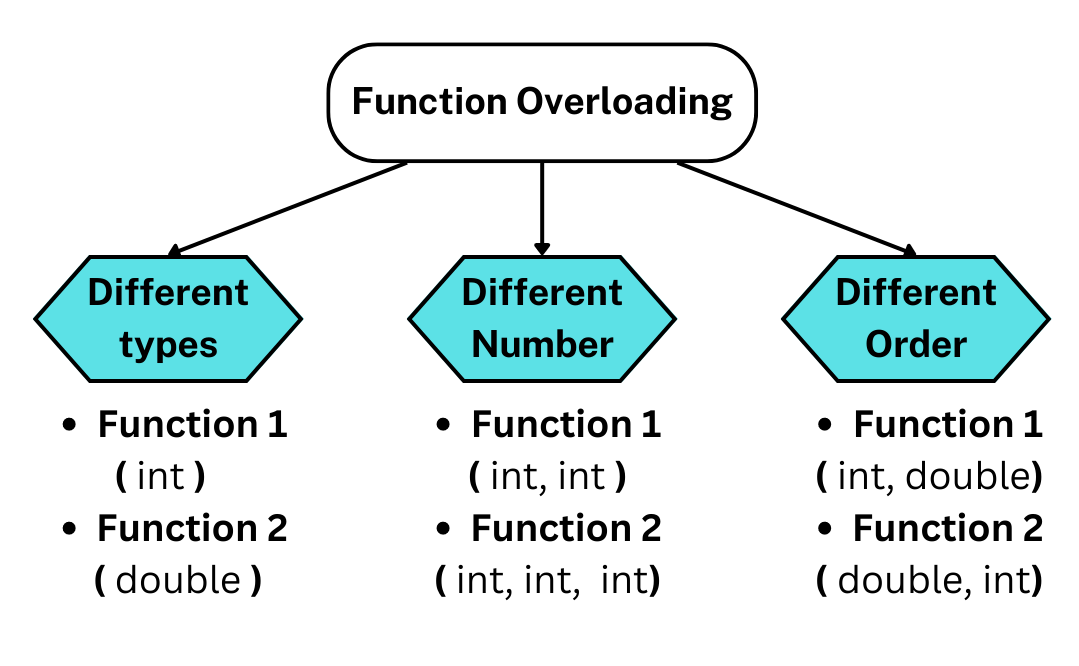 Function Overloading
Different
types
• Function 1
( int )
• Function 2
( double )
Different
Number
• Function 1
( int, int )
• Function 2
( int, int, int)
Different
Order
• Function 1
( int, double)
• Function 2
( double, int)